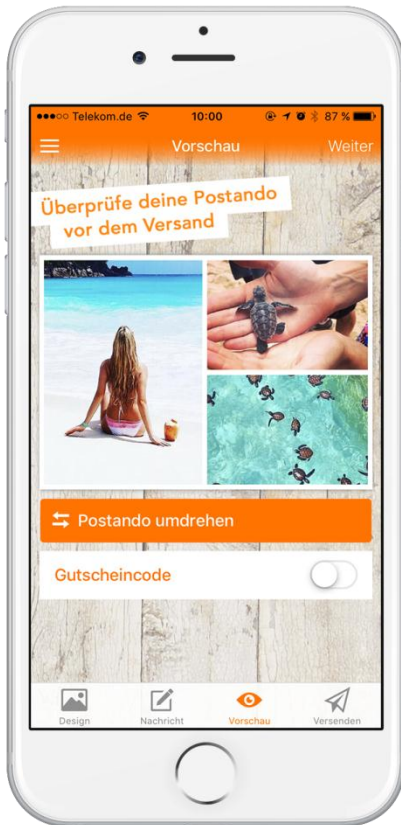 ●●●○○ Telekom.de 10:00 87 %
Vorschau Weiter
Überprüfe deine Postando
vor dem Versand
Postando umdrehen
Gutscheincode
Design Nachricht Vorschau Versenden